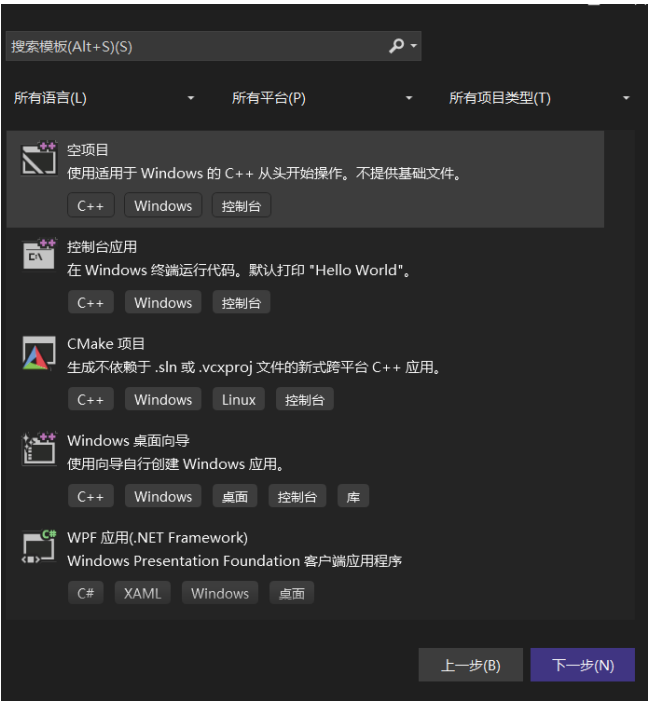 搜索模板(Alt+S)(S)
所有语言(L) 所有平台(P) 所有项目类型(T)
空项目
使用适用于 Windows 的 C++ 从头开始操作。不提供基础文件。
C++ Windows 控制台
控制台应用
在 Windows 终端运行代码。默认打印 "Hello World"。
C++ Windows 控制台
CMake 项目
生成不依赖于 .sln 或 .vcxproj 文件的新式跨平台 C++ 应用。
C++ Windows Linux 控制台
Windows 桌面向导
使用向导自行创建 Windows 应用。
C++ Windows 桌面 控制台 库
WPF 应用(.NET Framework)
Windows Presentation Foundation 客户端应用程序
C# XAML Windows 桌面
上一步(B) 下一步(N)